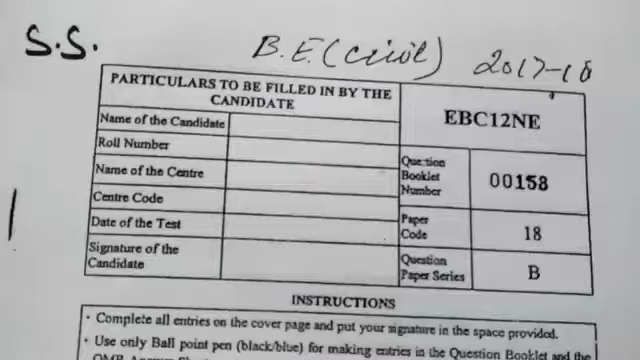 S.S.
B.E. (civil) 2017-18
PARTICULARS TO BE FILLED IN BY THE CANDIDATE
EBC12NE
Name of the Candidate
Roll Number
Name of the Centre
Centre Code
Date of the Test
Signature of the Candidate
Question Booklet Number
00158
Paper Code
18
Question Paper Series
B
INSTRUCTIONS
• Complete all entries on the cover page and put your signature in the space provided.
• Use only Ball point pen (black/blue) for making entries in the Question Booklet and the
OMR Answer